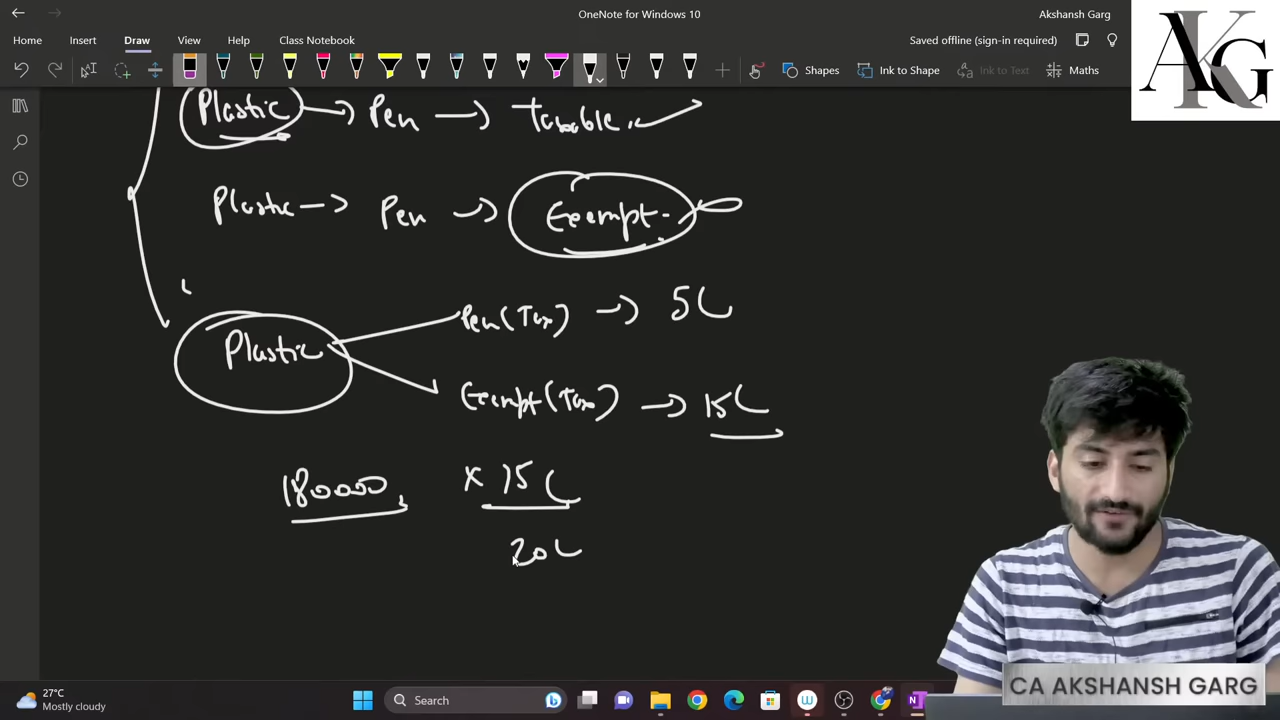 OneNote for Windows 10
Akshansh Garg
Home Insert Draw View Help Class Notebook
Saved offline (sign-in required)
Shapes Ink to Shape Ink to Text Maths
AKG
Plastic → Pen → Taxable
Plastic → Pen → Exempt
Plastic
Pen (Tax) → 5L
Exempt (Tax) → 15L
180000 x 15L
20L
27°C
Mostly cloudy
Search
CA AKSHANSH GARG